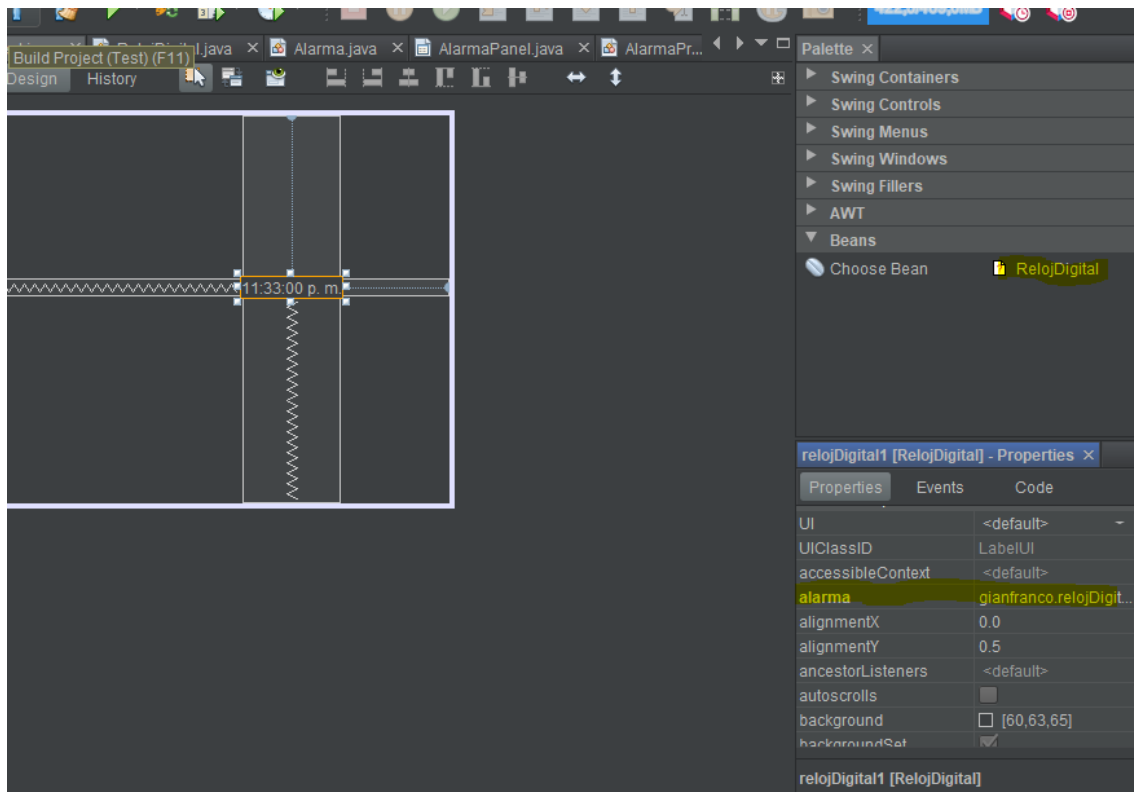 Build Project (Test) (F11)
Alarma.java
AlarmaPanel.java
AlarmaPr...
Design
History
11:33:00 p. m.
Palette
Swing Containers
Swing Controls
Swing Menus
Swing Windows
Swing Fillers
AWT
Beans
Choose Bean
RelojDigital
relojDigital1 [RelojDigital] - Properties
Properties Events Code
UI <default>
UIClassID LabelUI
accessibleContext <default>
alarma gianfranco.relojDigit...
alignmentX 0.0
alignmentY 0.5
ancestorListeners <default>
autoscrolls
background [60,63,65]
backgroundSet
relojDigital1 [RelojDigital]